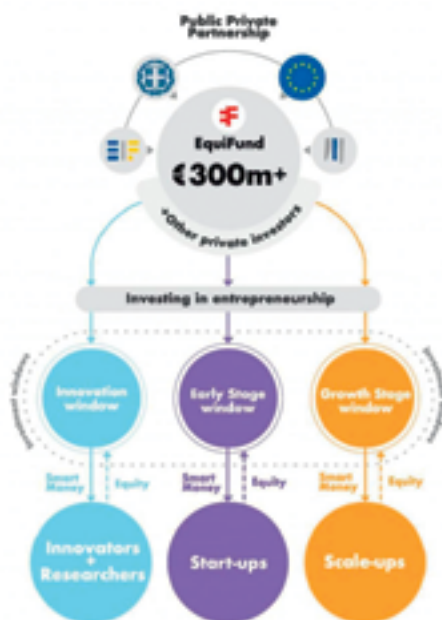 Public Private
Partnership
EquiFund
€300m+
+Other private investors
Investing in entrepreneurship
Innovation
window
Early Stage
window
Growth Stage
window
Smart
Money
Equity
Smart
Money
Equity
Smart
Money
Equity
Innovators
+
Researchers
Start-ups
Scale-ups